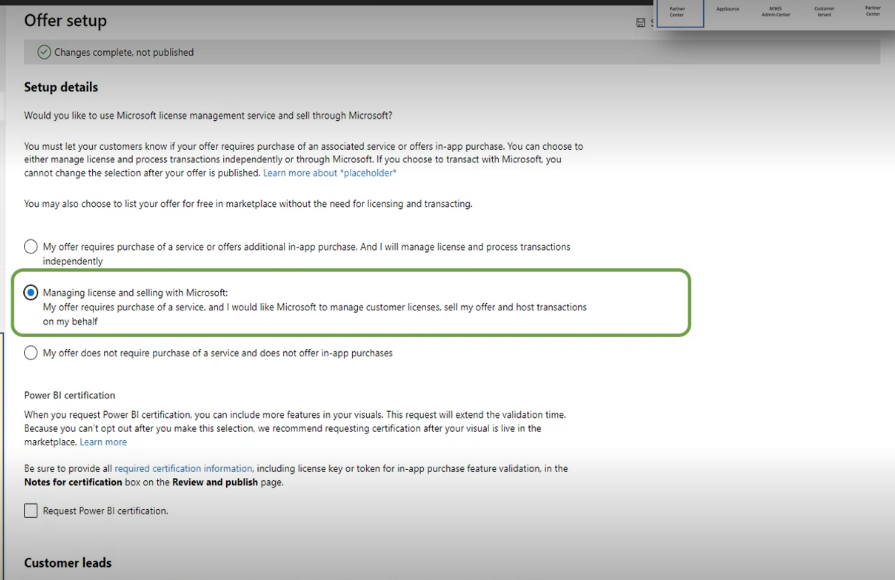 Offer setup
Partner Center
AppSource
M365 Admin Center
Customer tenant
Partner Center
Changes complete, not published
Setup details
Would you like to use Microsoft license management service and sell through Microsoft?
You must let your customers know if your offer requires purchase of an associated service or offers in-app purchase. You can choose to
either manage license and process transactions independently or through Microsoft. If you choose to transact with Microsoft, you
cannot change the selection after your offer is published. Learn more about *placeholder*
You may also choose to list your offer for free in marketplace without the need for licensing and transacting.
My offer requires purchase of a service or offers additional in-app purchase. And I will manage license and process transactions
independently
Managing license and selling with Microsoft:
My offer requires purchase of a service, and I would like Microsoft to manage customer licenses, sell my offer and host transactions
on my behalf
My offer does not require purchase of a service and does not offer in-app purchases
Power BI certification
When you request Power BI certification, you can include more features in your visuals. This request will extend the validation time.
Because you can't opt out after you make this selection, we recommend requesting certification after your visual is live in the
marketplace. Learn more
Be sure to provide all required certification information, including license key or token for in-app purchase feature validation, in the
Notes for certification box on the Review and publish page.
Request Power BI certification.
Customer leads